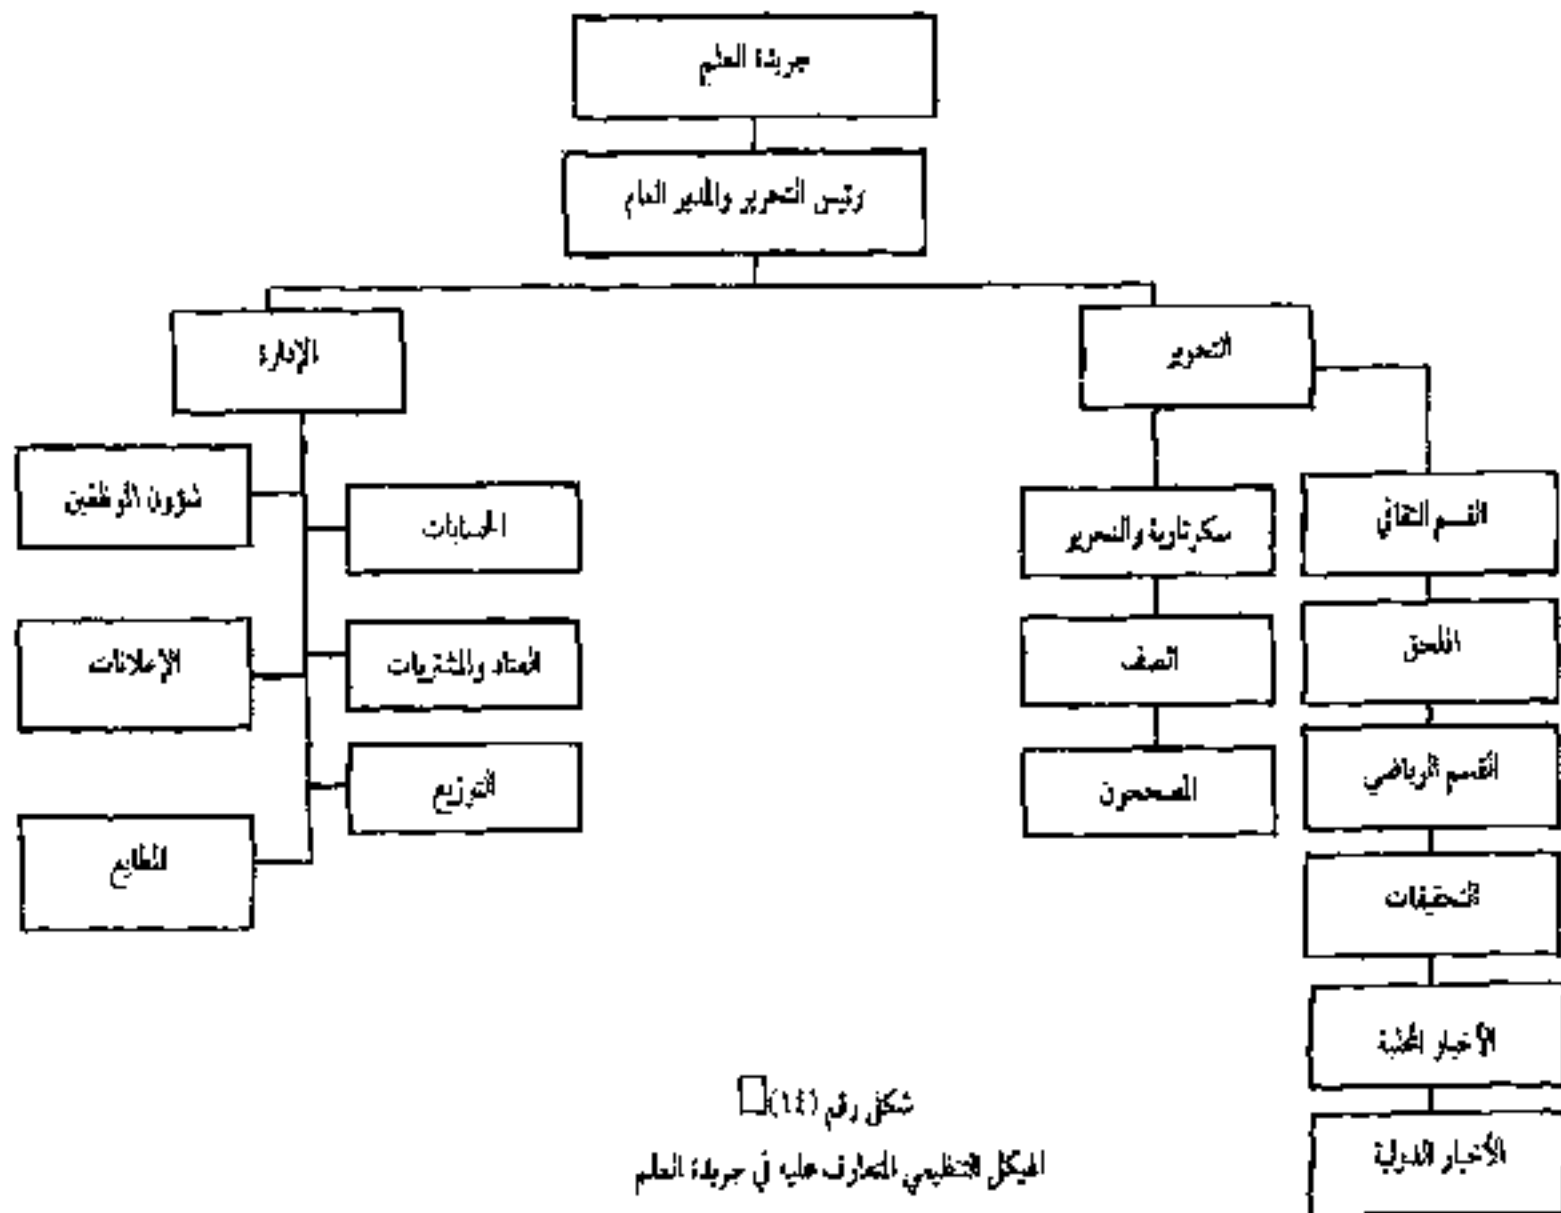 جريدة العلم
رئيس التحرير والمدير العام
التحرير
الإدارة
القسم الثقافي
الملحق
القسم الرياضي
التحقيقات
الأخبار المحلية
الأخبار الدولية
سكرتارية والتحرير
الصف
المصححون
الحسابات
العتاد والمشتريات
التوزيع
شؤون الموظفين
الإعلانات
المطابع
شكل رقم (١٤)
الهيكل التنظيمي المتعارف عليه في جريدة العلم